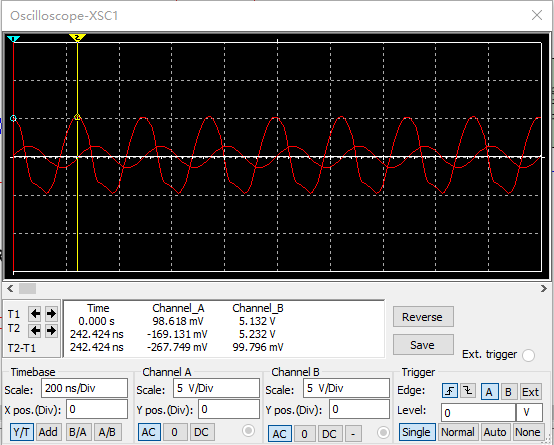 Oscilloscope-XSC1
1
2
T1
T2
T2-T1
Time Channel_A Channel_B
0.000 s 98.618 mV 5.132 V
242.424 ns -169.131 mV 5.232 V
242.424 ns -267.749 mV 99.796 mV
Reverse
Save
Ext. trigger
Timebase
Scale: 200 ns/Div
X pos.(Div): 0
Y/T Add B/A A/B
Channel A
Scale: 5 V/Div
Y pos.(Div): 0
AC 0 DC
Channel B
Scale: 5 V/Div
Y pos.(Div): 0
AC 0 DC -
Trigger
Edge: A B Ext
Level: 0 V
Single Normal Auto None